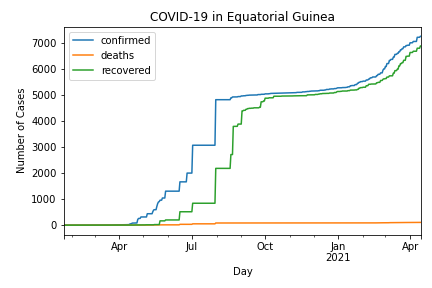 COVID-19 in Equatorial Guinea
confirmed
deaths
recovered
Number of Cases
7000
6000
5000
4000
3000
2000
1000
0
Apr
Jul
Oct
Jan
2021
Apr
Day